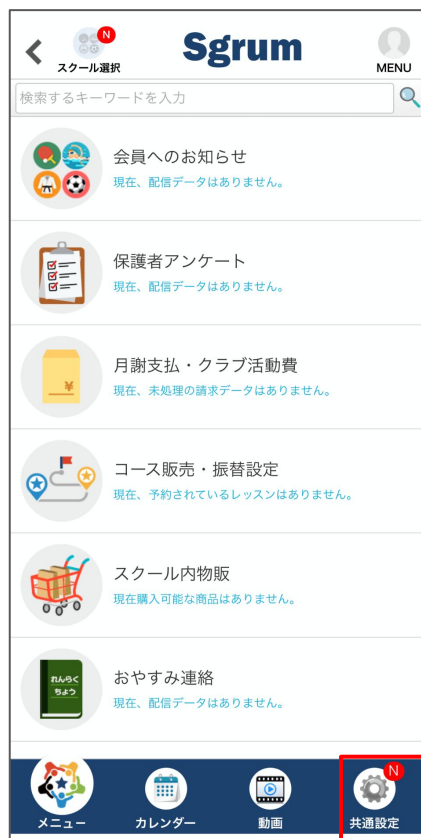 N
スクール選択
Sgrum
MENU
検索するキーワードを入力
会員へのお知らせ
現在、配信データはありません。
保護者アンケート
現在、配信データはありません。
¥
月謝支払・クラブ活動費
現在、未処理の請求データはありません。
コース販売・振替設定
現在、予約されているレッスンはありません。
スクール内物販
現在購入可能な商品はありません。
れんらく
ちょう
おやすみ連絡
現在、配信データはありません。
N
メニュー
カレンダー
動画
共通設定